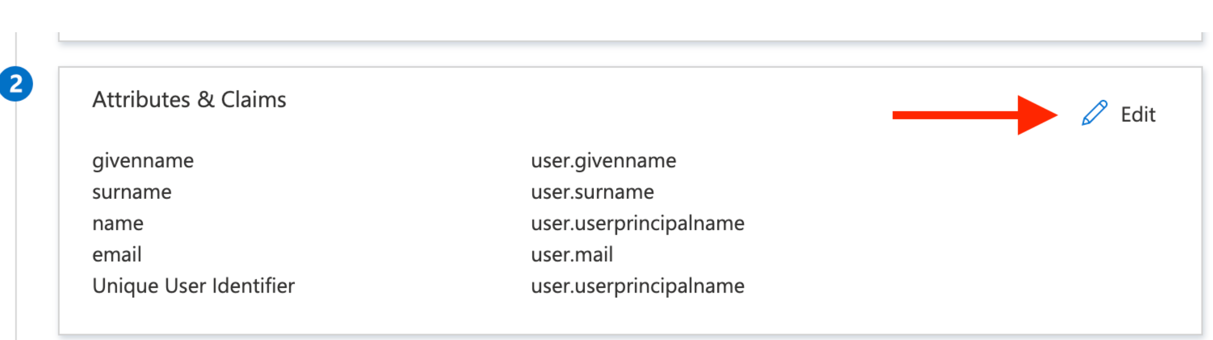 2
Attributes & Claims
Edit
givenname user.givenname
surname user.surname
name user.userprincipalname
email user.mail
Unique User Identifier user.userprincipalname